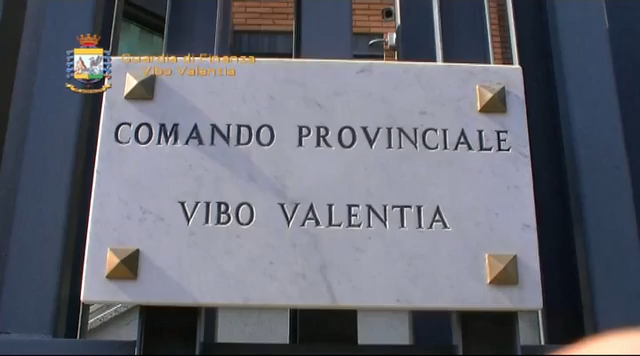 Guardia di Finanza
Vibo Valentia
COMANDO PROVINCIALE
VIBO VALENTIA